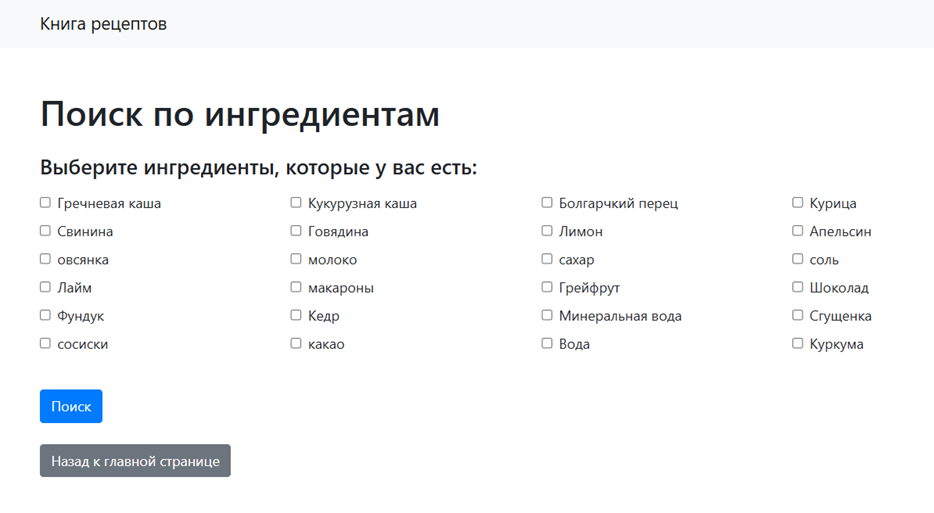 Книга рецептов
Поиск по ингредиентам
Выберите ингредиенты, которые у вас есть:
Гречневая каша Кукурузная каша Болгарчкий перец Курица
Свинина Говядина Лимон Апельсин
овсянка молоко сахар соль
Лайм макароны Грейфрут Шоколад
Фундук Кедр Минеральная вода Сгущенка
сосиски какао Вода Куркума
Поиск
Назад к главной странице